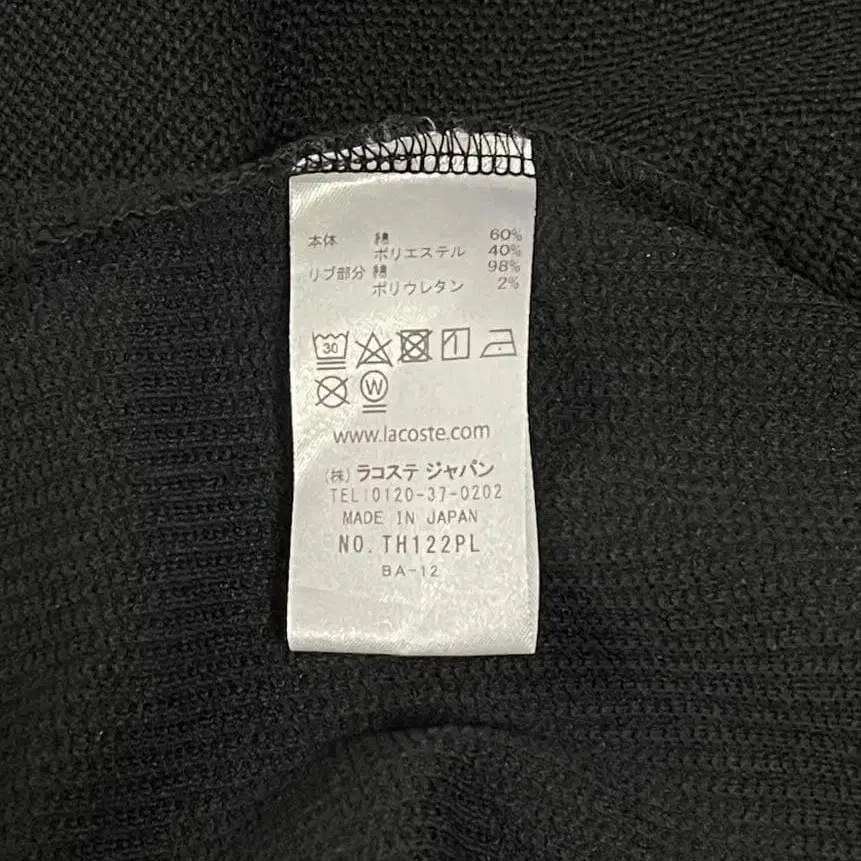 本体 綿 60%
ポリエステル 40%
リブ部分 綿 98%
ポリウレタン 2%
30
W
www.lacoste.com
(株) ラコステ ジャパン
TEL:0120-37-0202
MADE IN JAPAN
NO. TH122PL
BA-12